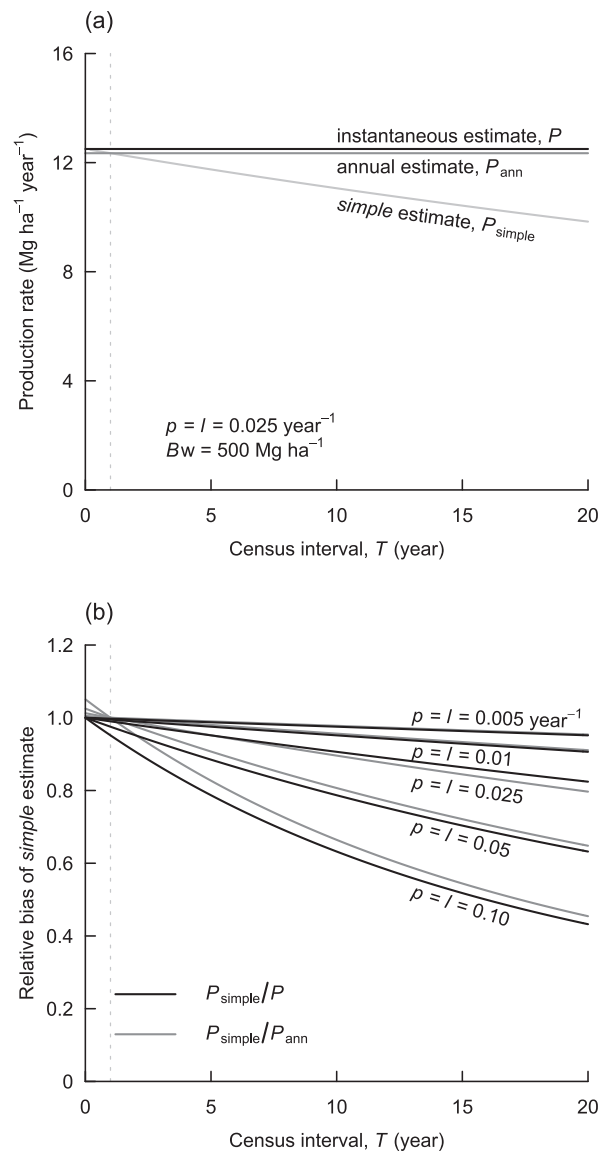 (a)
16
12
8
4
0
Production rate (Mg ha⁻¹ year⁻¹)
instantaneous estimate, P
annual estimate, Pann
simple estimate, Psimple
p = l = 0.025 year⁻¹
Bw = 500 Mg ha⁻¹
0 5 10 15 20
Census interval, T (year)
(b)
1.2
1.0
0.8
0.6
0.4
0.2
0
Relative bias of simple estimate
p = l = 0.005 year⁻¹
p = l = 0.01
p = l = 0.025
p = l = 0.05
p = l = 0.10
Psimple/P
Psimple/Pann
0 5 10 15 20
Census interval, T (year)